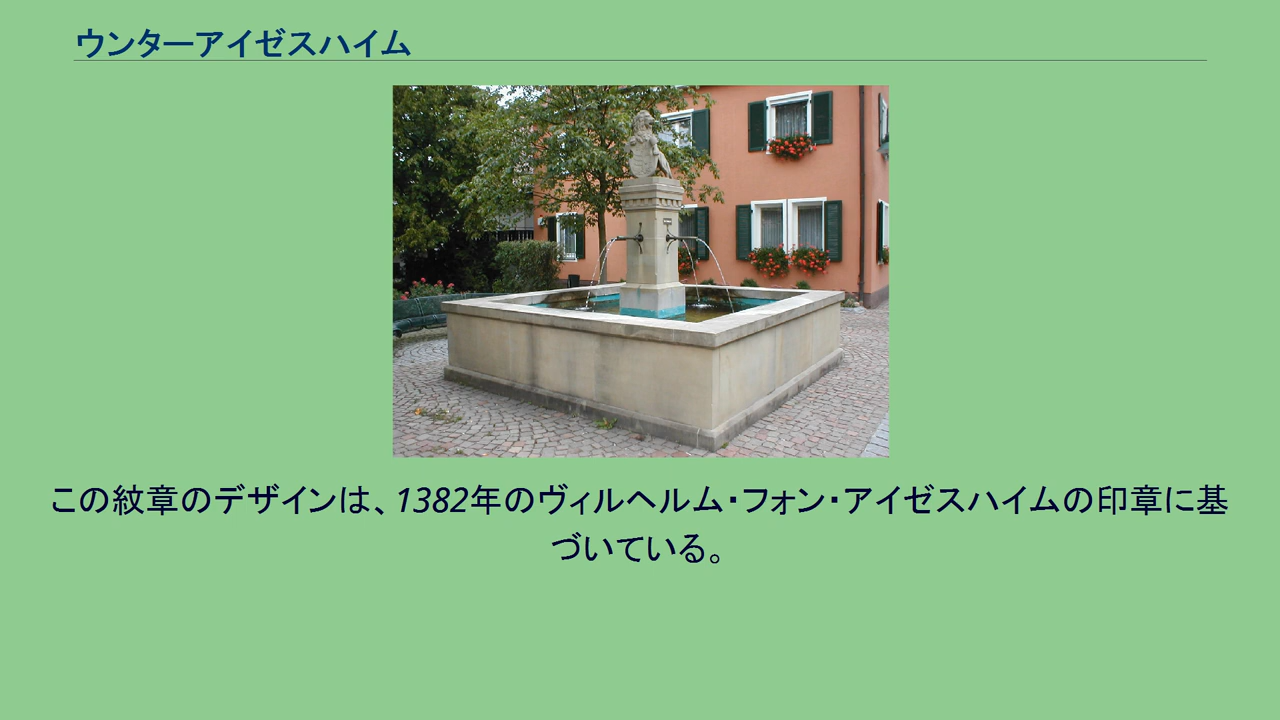 ウンターアイゼスハイム
この紋章のデザインは、1382年のヴィルヘルム・フォン・アイゼスハイムの印章に基
づいている。